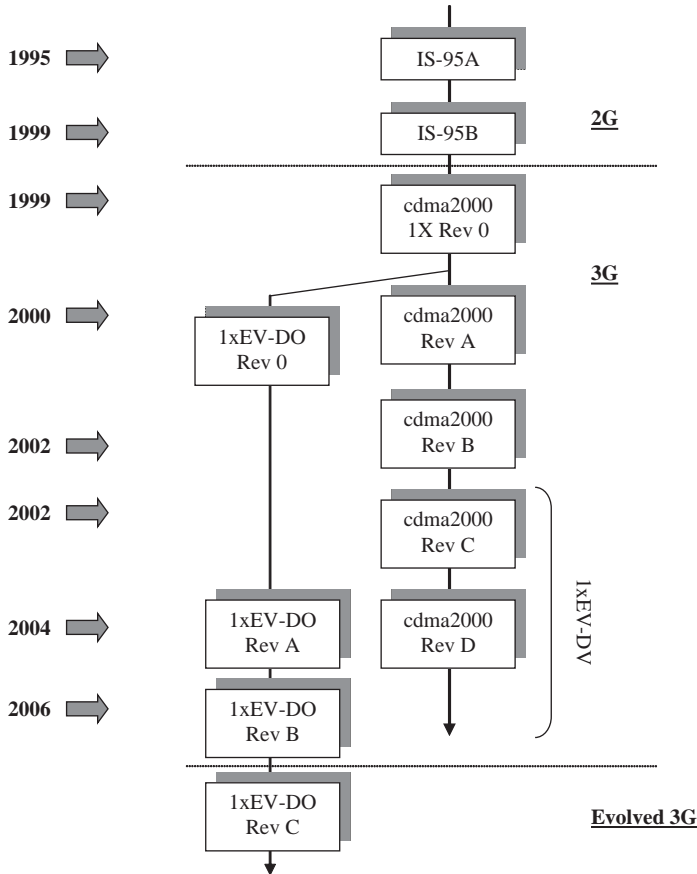 1995
IS-95A
1999
IS-95B
2G
1999
cdma2000
1X Rev 0
3G
2000
1xEV-DO
Rev 0
cdma2000
Rev A
2002
cdma2000
Rev B
2002
cdma2000
Rev C
1xEV-DV
2004
1xEV-DO
Rev A
cdma2000
Rev D
2006
1xEV-DO
Rev B
1xEV-DO
Rev C
Evolved 3G